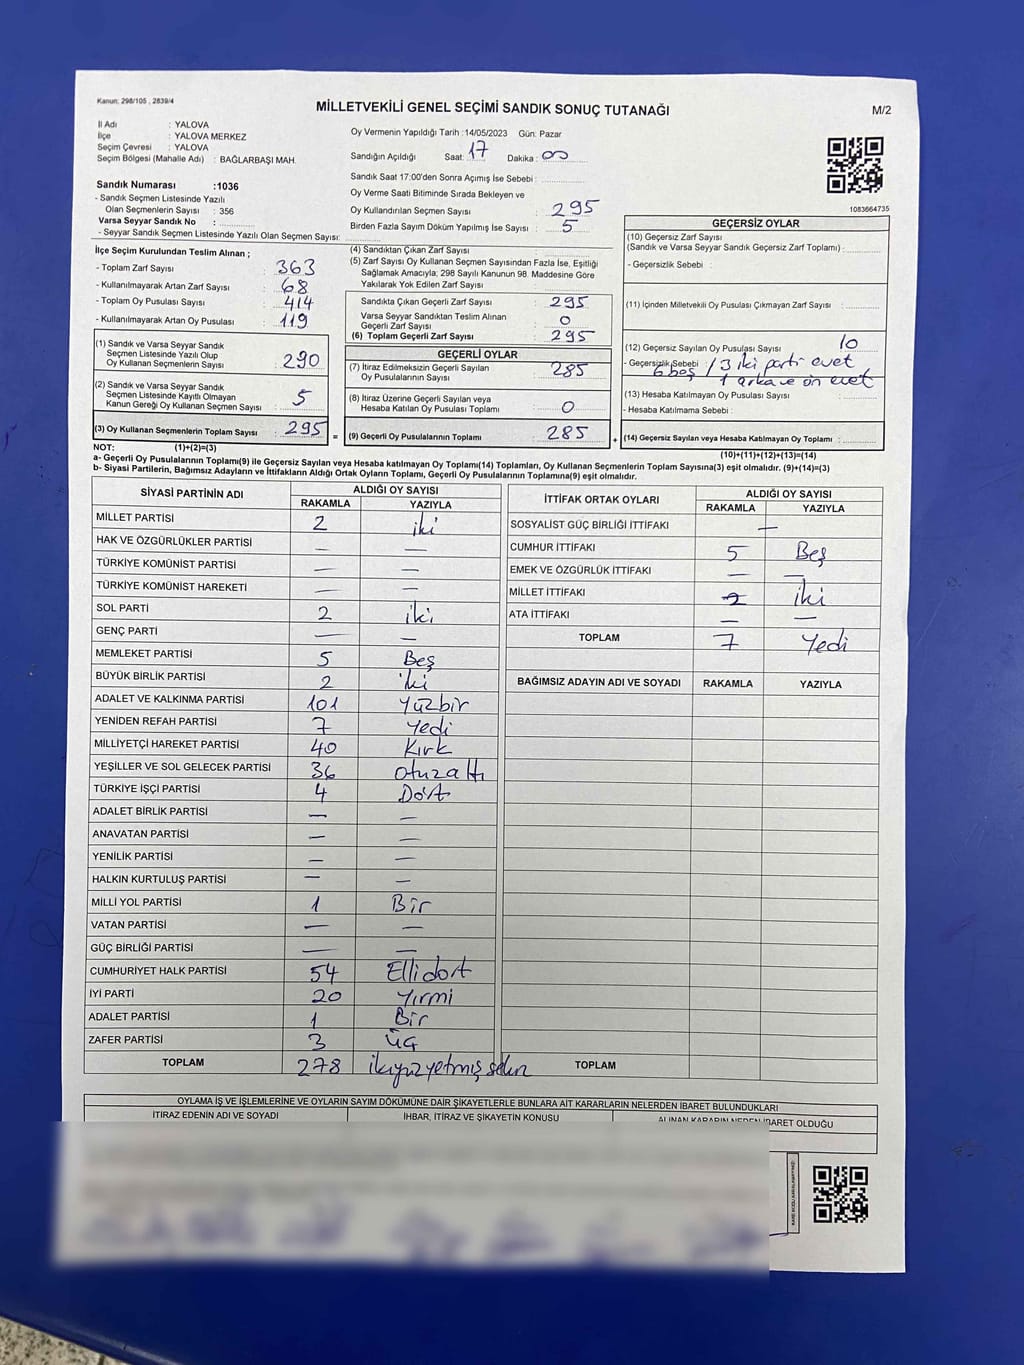 Kanun: 298/105 , 2839/4
MİLLETVEKİLİ GENEL SEÇİMİ SANDIK SONUÇ TUTANAĞI
M/2
İl Adı : YALOVA
İlçe : YALOVA MERKEZ
Seçim Çevresi : YALOVA
Seçim Bölgesi (Mahalle Adı) : BAĞLARBAŞI MAH.
Oy Vermenin Yapıldığı Tarih :14/05/2023 Gün: Pazar
Sandığın Açıldığı Saat: 17 Dakika : 00
Sandık Saat 17:00'den Sonra Açımış İse Sebebi :
Oy Verme Saati Bitiminde Sırada Bekleyen ve
Oy Kullandırılan Seçmen Sayısı : 295
Birden Fazla Sayım Döküm Yapılmış İse Sayısı : 5
1083664735
Sandık Numarası :1036
- Sandık Seçmen Listesinde Yazılı
Olan Seçmenlerin Sayısı : 356
Varsa Seyyar Sandık No :
- Seyyar Sandık Seçmen Listesinde Yazılı Olan Seçmen Sayısı:
İlçe Seçim Kurulundan Teslim Alınan ;
- Toplam Zarf Sayısı : 363
- Kullanılmayarak Artan Zarf Sayısı : 68
- Toplam Oy Pusulası Sayısı : 414
- Kullanılmayarak Artan Oy Pusulası : 119
(1) Sandık ve Varsa Seyyar Sandık
Seçmen Listesinde Yazılı Olup
Oy Kullanan Seçmenlerin Sayısı : 290
(2) Sandık ve Varsa Seyyar Sandık
Seçmen Listesinde Kayıtlı Olmayan
Kanun Gereği Oy Kullanan Seçmen Sayısı : 5
(3) Oy Kullanan Seçmenlerin Toplam Sayısı : 295
(4) Sandıktan Çıkan Zarf Sayısı :
(5) Zarf Sayısı Oy Kullanan Seçmen Sayısından Fazla İse, Eşitliği
Sağlamak Amacıyla; 298 Sayılı Kanunun 98. Maddesine Göre
Yakılarak Yok Edilen Zarf Sayısı :
Sandıkta Çıkan Geçerli Zarf Sayısı : 295
Varsa Seyyar Sandıktan Teslim Alınan
Geçerli Zarf Sayısı : 0
(6) Toplam Geçerli Zarf Sayısı : 295
GEÇERLİ OYLAR
(7) İtiraz Edilmeksizin Geçerli Sayılan
Oy Pusulalarının Sayısı : 285
(8) İtiraz Üzerine Geçerli Sayılan veya
Hesaba Katılan Oy Pusulası Toplamı : 0
= (9) Geçerli Oy Pusulalarının Toplamı : 285 +
GEÇERSİZ OYLAR
(10) Geçersiz Zarf Sayısı
(Sandık ve Varsa Seyyar Sandık Geçersiz Zarf Toplamı) :
- Geçersizlik Sebebi :
(11) İçinden Milletvekili Oy Pusulası Çıkmayan Zarf Sayısı :
(12) Geçersiz Sayılan Oy Pusulası Sayısı : 10
- Geçersizlik Sebebi : 6 boş / 3 iki parti evet
1 arka ve ön evet
(13) Hesaba Katılmayan Oy Pusulası Sayısı :
- Hesaba Katılmama Sebebi :
(14) Geçersiz Sayılan veya Hesaba Katılmayan Oy Toplamı :
NOT: (1)+(2)=(3)
(10)+(11)+(12)+(13)=(14)
a- Geçerli Oy Pusulalarının Toplamı(9) ile Geçersiz Sayılan veya Hesaba katılmayan Oy Toplamı(14) Toplamları, Oy Kullanan Seçmenlerin Toplam Sayısına(3) eşit olmalıdır. (9)+(14)=(3)
b- Siyasi Partilerin, Bağımsız Adayların ve İttifakların Aldığı Ortak Oyların Toplamı, Geçerli Oy Pusulalarının Toplamına(9) eşit olmalıdır.
SİYASİ PARTİNİN ADI ALDIĞI OY SAYISI
RAKAMLA YAZIYLA
MİLLET PARTİSİ 2 iki
HAK VE ÖZGÜRLÜKLER PARTİSİ — —
TÜRKİYE KOMÜNİST PARTİSİ — —
TÜRKİYE KOMÜNİST HAREKETİ — —
SOL PARTİ 2 iki
GENÇ PARTİ — —
MEMLEKET PARTİSİ 5 Beş
BÜYÜK BİRLİK PARTİSİ 2 iki
ADALET VE KALKINMA PARTİSİ 101 Yüzbir
YENİDEN REFAH PARTİSİ 7 Yedi
MİLLİYETÇİ HAREKET PARTİSİ 40 Kırk
YEŞİLLER VE SOL GELECEK PARTİSİ 36 otuzaltı
TÜRKİYE İŞÇİ PARTİSİ 4 Dört
ADALET BİRLİK PARTİSİ — —
ANAVATAN PARTİSİ — —
YENİLİK PARTİSİ — —
HALKIN KURTULUŞ PARTİSİ — —
MİLLİ YOL PARTİSİ 1 Bir
VATAN PARTİSİ — —
GÜÇ BİRLİĞİ PARTİSİ — —
CUMHURİYET HALK PARTİSİ 54 Ellidört
İYİ PARTİ 20 Yirmi
ADALET PARTİSİ 1 Bir
ZAFER PARTİSİ 3 üç
TOPLAM 278 ikiyüzyetmiş sekiz
İTTİFAK ORTAK OYLARI ALDIĞI OY SAYISI
RAKAMLA YAZIYLA
SOSYALİST GÜÇ BİRLİĞİ İTTİFAKI —
CUMHUR İTTİFAKI 5 Beş
EMEK VE ÖZGÜRLÜK İTTİFAKI — —
MİLLET İTTİFAKI 2 iki
ATA İTTİFAKI — —
TOPLAM 7 Yedi
BAĞIMSIZ ADAYIN ADI VE SOYADI RAKAMLA YAZIYLA
TOPLAM
OYLAMA İŞ VE İŞLEMLERİNE VE OYLARIN SAYIM DÖKÜMÜNE DAİR ŞİKAYETLERLE BUNLARA AİT KARARLARIN NELERDEN İBARET BULUNDUKLARI
İTİRAZ EDENİN ADI VE SOYADI İHBAR, İTİRAZ VE ŞİKAYETİN KONUSU ALINAN KARARIN NEDEN İBARET OLDUĞU